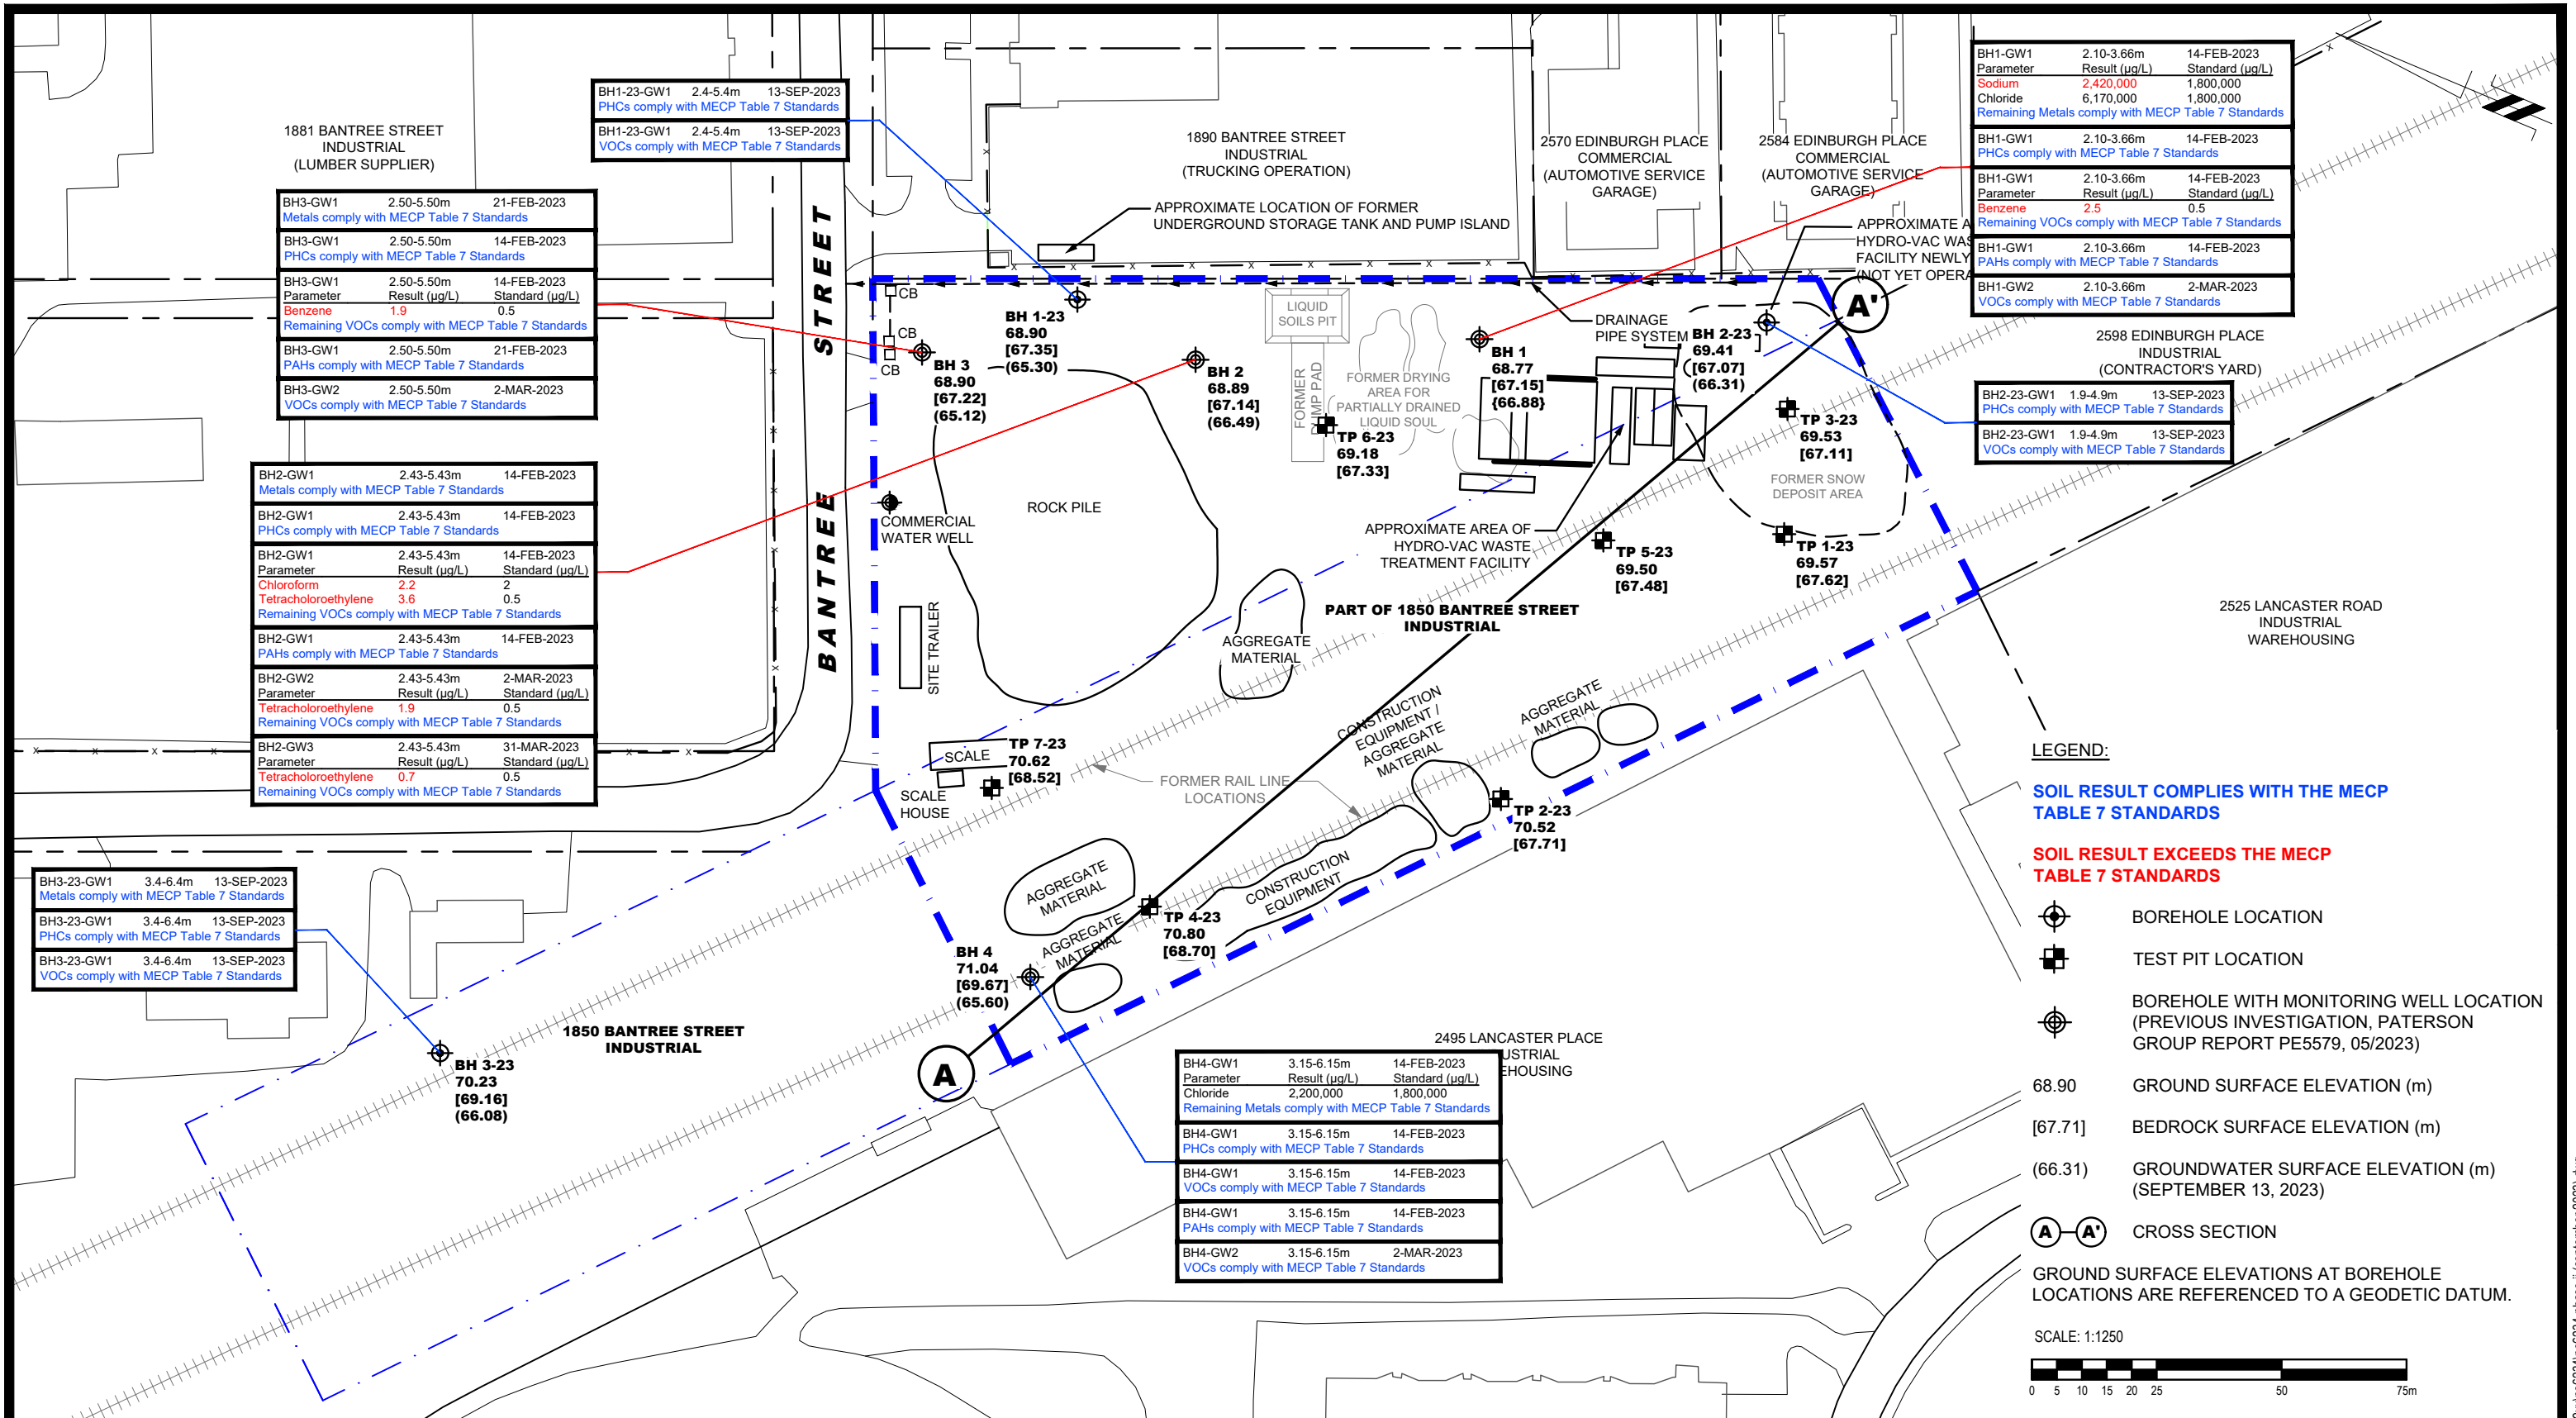 1881 BANTREE STREET
INDUSTRIAL
(LUMBER SUPPLIER)
BH1-23-GW1 2.4-5.4m 13-SEP-2023
PHCs comply with MECP Table 7 Standards
BH1-23-GW1 2.4-5.4m 13-SEP-2023
VOCs comply with MECP Table 7 Standards
1890 BANTREE STREET
INDUSTRIAL
(TRUCKING OPERATION)
APPROXIMATE LOCATION OF FORMER
UNDERGROUND STORAGE TANK AND PUMP ISLAND
2570 EDINBURGH PLACE
COMMERCIAL
(AUTOMOTIVE SERVICE
GARAGE)
2584 EDINBURGH PLACE
COMMERCIAL
(AUTOMOTIVE SERVICE
GARAGE)
APPROXIMATE A
HYDRO-VAC WAS
FACILITY NEWLY
(NOT YET OPERA
BH1-GW1 2.10-3.66m 14-FEB-2023
Parameter Result (µg/L) Standard (µg/L)
Sodium 2,420,000 1,800,000
Chloride 6,170,000 1,800,000
Remaining Metals comply with MECP Table 7 Standards
BH1-GW1 2.10-3.66m 14-FEB-2023
PHCs comply with MECP Table 7 Standards
BH1-GW1 2.10-3.66m 14-FEB-2023
Parameter Result (µg/L) Standard (µg/L)
Benzene 2.5 0.5
Remaining VOCs comply with MECP Table 7 Standards
BH1-GW1 2.10-3.66m 14-FEB-2023
PAHs comply with MECP Table 7 Standards
BH1-GW2 2.10-3.66m 2-MAR-2023
VOCs comply with MECP Table 7 Standards
BH3-GW1 2.50-5.50m 21-FEB-2023
Metals comply with MECP Table 7 Standards
BH3-GW1 2.50-5.50m 14-FEB-2023
PHCs comply with MECP Table 7 Standards
BH3-GW1 2.50-5.50m 14-FEB-2023
Parameter Result (µg/L) Standard (µg/L)
Benzene 1.9 0.5
Remaining VOCs comply with MECP Table 7 Standards
BH3-GW1 2.50-5.50m 21-FEB-2023
PAHs comply with MECP Table 7 Standards
BH3-GW2 2.50-5.50m 2-MAR-2023
VOCs comply with MECP Table 7 Standards
BANTREE STREET
CB
CB
CB
BH 1-23
68.90
[67.35]
(65.30)
BH 3
68.90
[67.22]
(65.12)
BH 2
68.89
[67.14]
(66.49)
LIQUID
SOILS PIT
FORMER
DUMP PAD
FORMER DRYING
AREA FOR
PARTIALLY DRAINED
LIQUID SOUL
TP 6-23
69.18
[67.33]
BH 1
68.77
[67.15]
{66.88}
DRAINAGE
PIPE SYSTEM
BH 2-23
69.41
[67.07]
(66.31)
TP 3-23
69.53
[67.11]
FORMER SNOW
DEPOSIT AREA
TP 1-23
69.57
[67.62]
TP 5-23
69.50
[67.48]
2598 EDINBURGH PLACE
INDUSTRIAL
(CONTRACTOR'S YARD)
BH2-23-GW1 1.9-4.9m 13-SEP-2023
PHCs comply with MECP Table 7 Standards
BH2-23-GW1 1.9-4.9m 13-SEP-2023
VOCs comply with MECP Table 7 Standards
A'
BH2-GW1 2.43-5.43m 14-FEB-2023
Metals comply with MECP Table 7 Standards
BH2-GW1 2.43-5.43m 14-FEB-2023
PHCs comply with MECP Table 7 Standards
BH2-GW1 2.43-5.43m 14-FEB-2023
Parameter Result (µg/L) Standard (µg/L)
Chloroform 2.2 2
Tetracholoroethylene 3.6 0.5
Remaining VOCs comply with MECP Table 7 Standards
BH2-GW1 2.43-5.43m 14-FEB-2023
PAHs comply with MECP Table 7 Standards
BH2-GW2 2.43-5.43m 2-MAR-2023
Parameter Result (µg/L) Standard (µg/L)
Tetracholoroethylene 1.9 0.5
Remaining VOCs comply with MECP Table 7 Standards
BH2-GW3 2.43-5.43m 31-MAR-2023
Parameter Result (µg/L) Standard (µg/L)
Tetracholoroethylene 0.7 0.5
Remaining VOCs comply with MECP Table 7 Standards
COMMERCIAL
WATER WELL
ROCK PILE
SITE TRAILER
AGGREGATE
MATERIAL
APPROXIMATE AREA OF
HYDRO-VAC WASTE
TREATMENT FACILITY
PART OF 1850 BANTREE STREET
INDUSTRIAL
2525 LANCASTER ROAD
INDUSTRIAL
WAREHOUSING
SCALE
SCALE
HOUSE
TP 7-23
70.62
[68.52]
FORMER RAIL LINE
LOCATIONS
CONSTRUCTION
EQUIPMENT /
AGGREGATE
MATERIAL
AGGREGATE
MATERIAL
TP 2-23
70.52
[67.71]
CONSTRUCTION
EQUIPMENT
AGGREGATE
MATERIAL
AGGREGATE
MATERIAL
TP 4-23
70.80
[68.70]
BH 4
71.04
[69.67]
(65.60)
A
BH3-23-GW1 3.4-6.4m 13-SEP-2023
Metals comply with MECP Table 7 Standards
BH3-23-GW1 3.4-6.4m 13-SEP-2023
PHCs comply with MECP Table 7 Standards
BH3-23-GW1 3.4-6.4m 13-SEP-2023
VOCs comply with MECP Table 7 Standards
BH 3-23
70.23
[69.16]
(66.08)
1850 BANTREE STREET
INDUSTRIAL
2495 LANCASTER PLACE
USTRIAL
EHOUSING
BH4-GW1 3.15-6.15m 14-FEB-2023
Parameter Result (µg/L) Standard (µg/L)
Chloride 2,200,000 1,800,000
Remaining Metals comply with MECP Table 7 Standards
BH4-GW1 3.15-6.15m 14-FEB-2023
PHCs comply with MECP Table 7 Standards
BH4-GW1 3.15-6.15m 14-FEB-2023
VOCs comply with MECP Table 7 Standards
BH4-GW1 3.15-6.15m 14-FEB-2023
PAHs comply with MECP Table 7 Standards
BH4-GW2 3.15-6.15m 2-MAR-2023
VOCs comply with MECP Table 7 Standards
LEGEND:
SOIL RESULT COMPLIES WITH THE MECP
TABLE 7 STANDARDS
SOIL RESULT EXCEEDS THE MECP
TABLE 7 STANDARDS
BOREHOLE LOCATION
TEST PIT LOCATION
BOREHOLE WITH MONITORING WELL LOCATION
(PREVIOUS INVESTIGATION, PATERSON
GROUP REPORT PE5579, 05/2023)
68.90 GROUND SURFACE ELEVATION (m)
[67.71] BEDROCK SURFACE ELEVATION (m)
(66.31) GROUNDWATER SURFACE ELEVATION (m)
(SEPTEMBER 13, 2023)
A A' CROSS SECTION
GROUND SURFACE ELEVATIONS AT BOREHOLE
LOCATIONS ARE REFERENCED TO A GEODETIC DATUM.
SCALE: 1:1250
0 5 10 15 20 25 50 75m